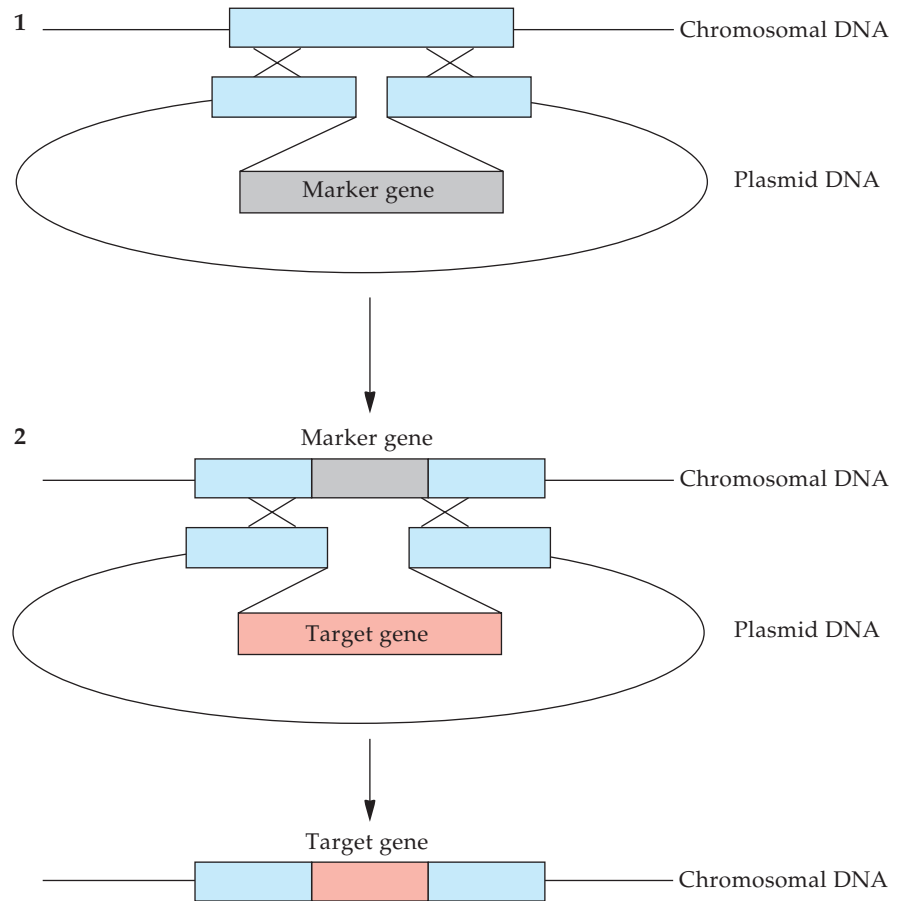 1
Chromosomal DNA
Marker gene
Plasmid DNA
2
Marker gene
Chromosomal DNA
Target gene
Plasmid DNA
Target gene
Chromosomal DNA